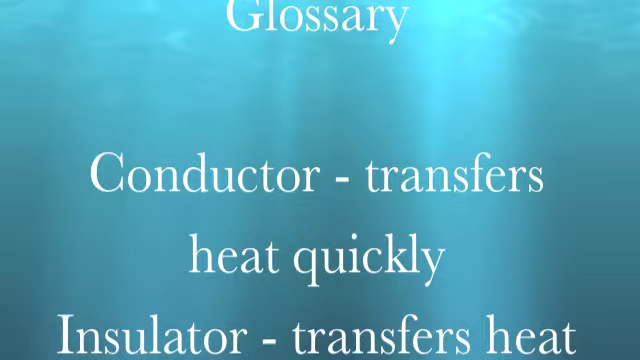 Glossary
Conductor - transfers
heat quickly
Insulator - transfers heat